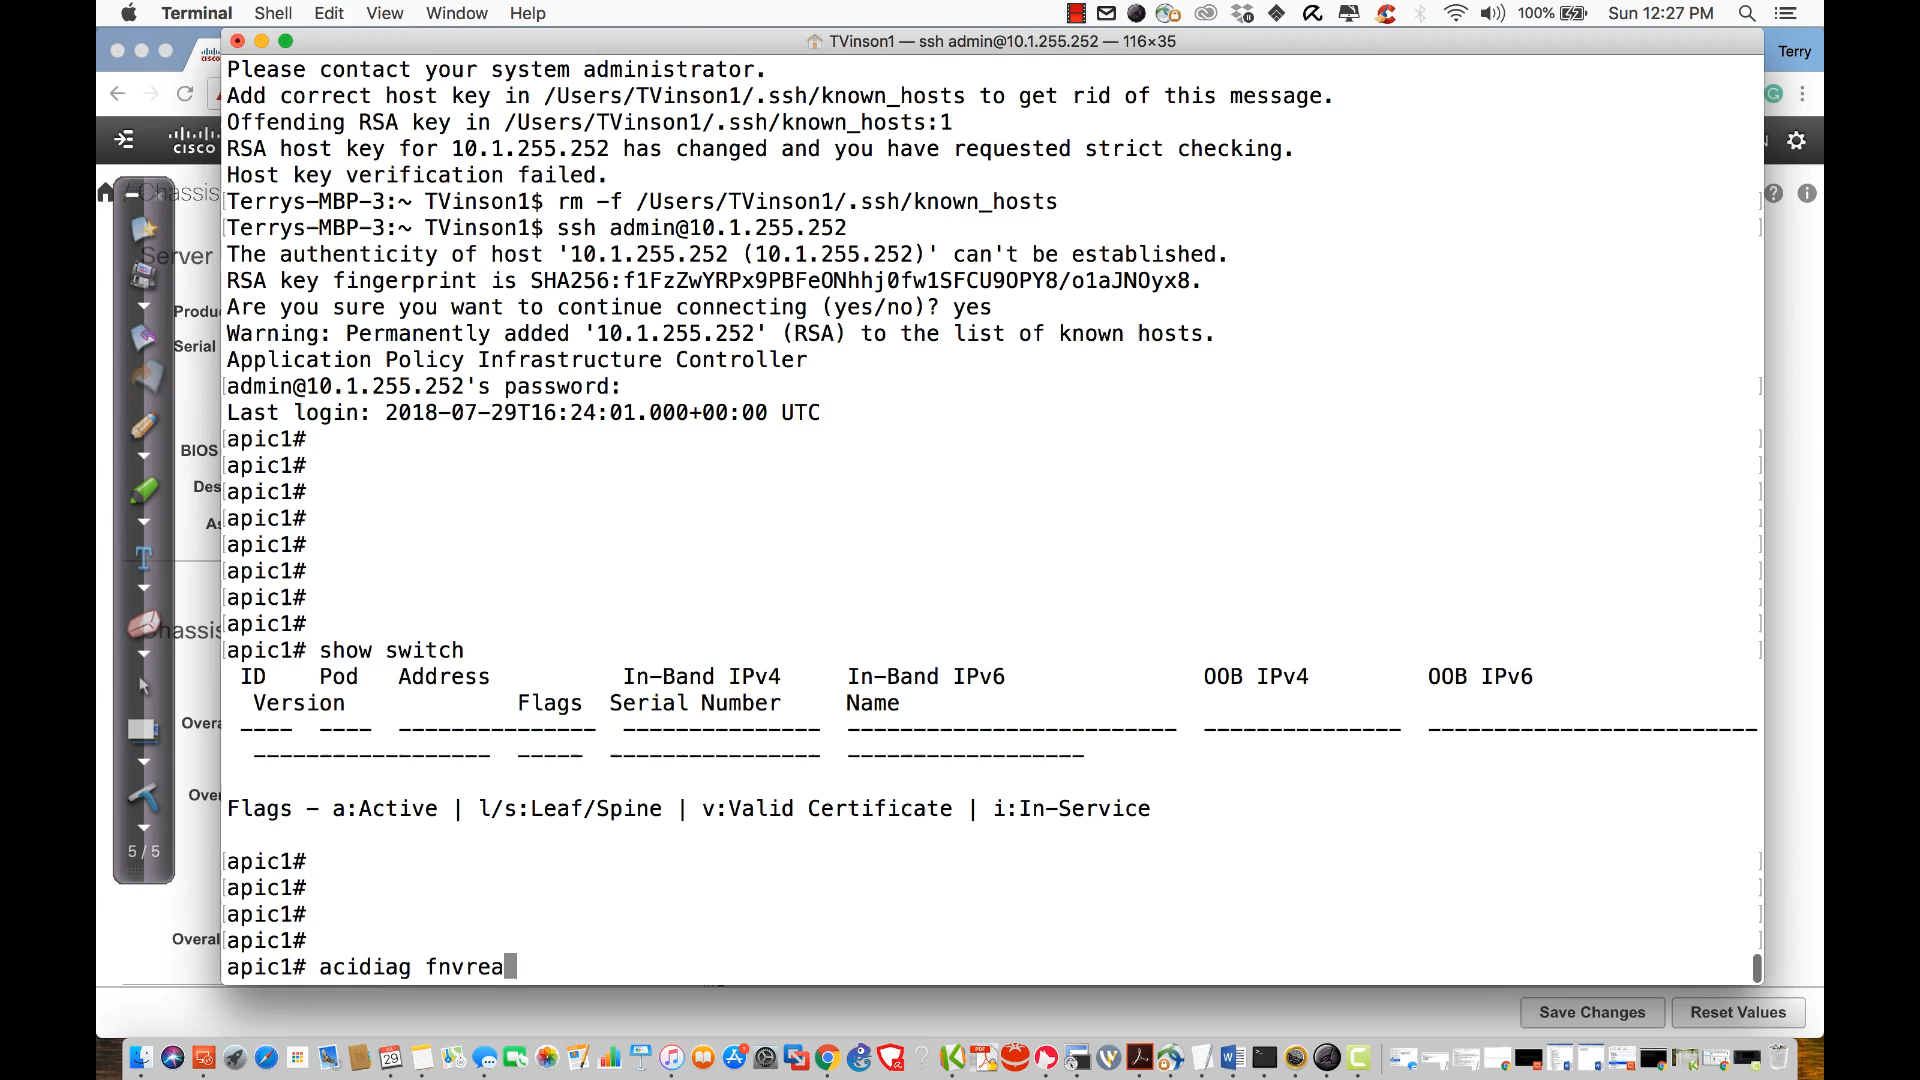 Terminal Shell Edit View Window Help 100% Sun 12:27 PM
TVinson1 — ssh admin@10.1.255.252 — 116×35
Terry
Please contact your system administrator.
Add correct host key in /Users/TVinson1/.ssh/known_hosts to get rid of this message.
Offending RSA key in /Users/TVinson1/.ssh/known_hosts:1
RSA host key for 10.1.255.252 has changed and you have requested strict checking.
Host key verification failed.
Terrys-MBP-3:~ TVinson1$ rm -f /Users/TVinson1/.ssh/known_hosts
Terrys-MBP-3:~ TVinson1$ ssh admin@10.1.255.252
The authenticity of host '10.1.255.252 (10.1.255.252)' can't be established.
RSA key fingerprint is SHA256:f1FzZwYRPx9PBFeONhhj0fw1SFCU9OPY8/o1aJNOyx8.
Are you sure you want to continue connecting (yes/no)? yes
Warning: Permanently added '10.1.255.252' (RSA) to the list of known hosts.
Application Policy Infrastructure Controller
admin@10.1.255.252's password:
Last login: 2018-07-29T16:24:01.000+00:00 UTC
apic1#
apic1#
apic1#
apic1#
apic1#
apic1#
apic1#
apic1#
apic1# show switch
ID Pod Address In-Band IPv4 In-Band IPv6 OOB IPv4 OOB IPv6
Version Flags Serial Number Name
---- ---- --------------- --------------- ------------------------- --------------- -------------------------
------------------ ----- ---------------- ------------------
Flags - a:Active | l/s:Leaf/Spine | v:Valid Certificate | i:In-Service
apic1#
apic1#
apic1#
apic1#
apic1# acidiag fnvrea
cisco
Chassis
Server
Produc
Serial
BIOS
Des
As
Chassis
Overa
Over
Overal
5 / 5
Save Changes Reset Values
29